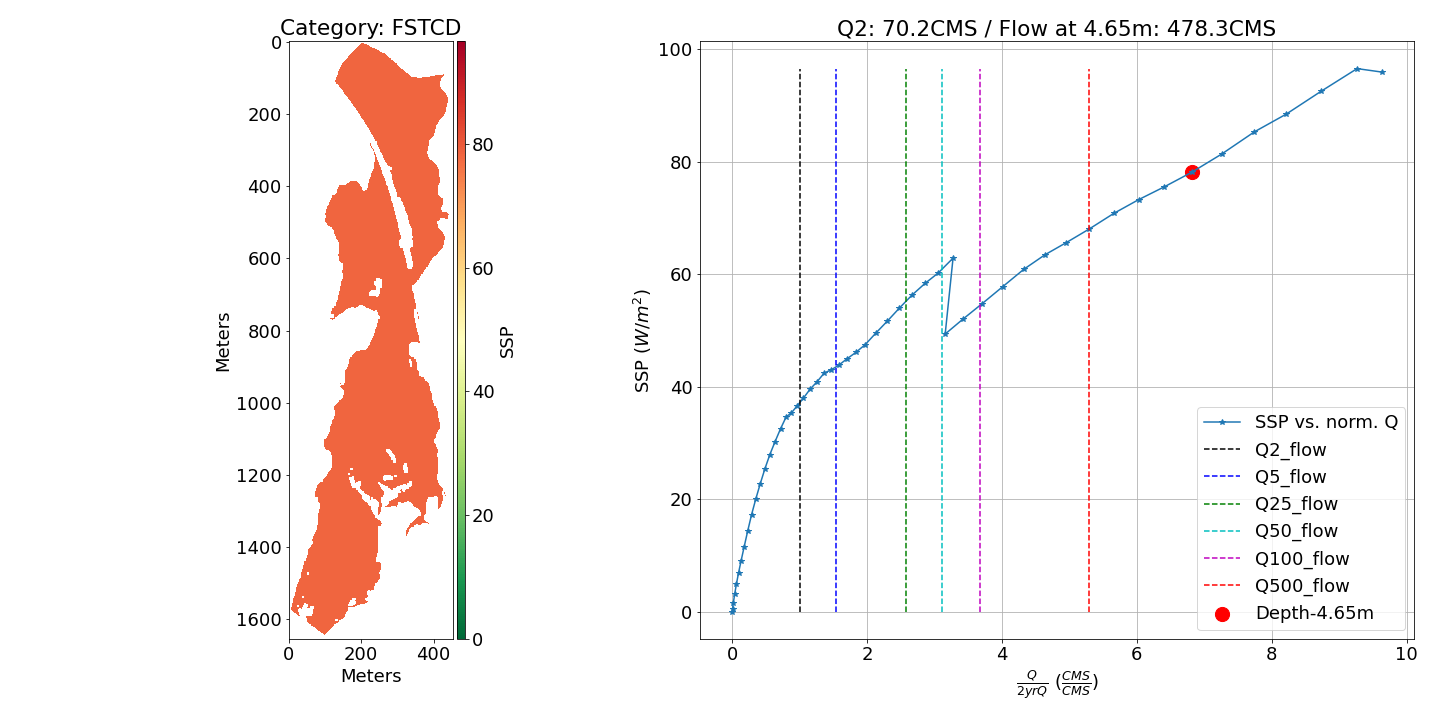 Category: FSTCD
0
200
400
600
800
1000
1200
1400
1600
Meters
0
200
400
Meters
80
60
40
20
0
SSP
Q2: 70.2CMS / Flow at 4.65m: 478.3CMS
100
80
60
40
20
0
SSP (W/m²)
0
2
4
6
8
10
Q/2yrQ (CMS/CMS)
SSP vs. norm. Q
Q2_flow
Q5_flow
Q25_flow
Q50_flow
Q100_flow
Q500_flow
Depth-4.65m